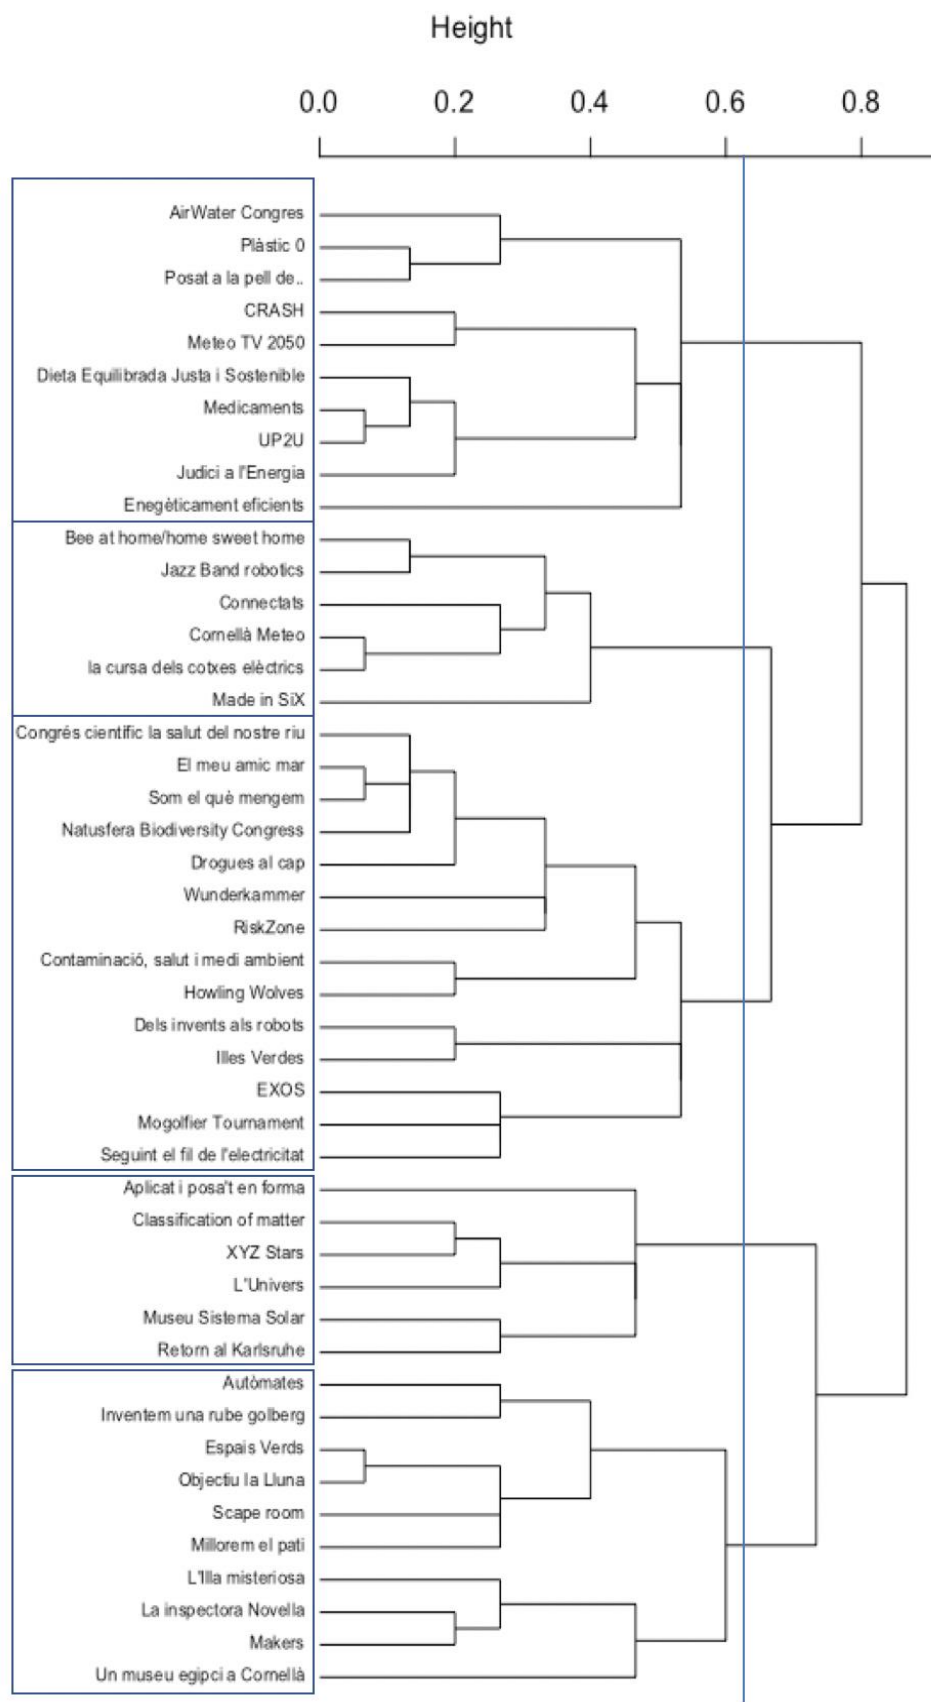 Height
0.0 0.2 0.4 0.6 0.8
AirWater Congres
Plàstic 0
Posat a la pell de..
CRASH
Meteo TV 2050
Dieta Equilibrada Justa i Sostenible
Medicaments
UP2U
Judici a l'Energia
Enegèticament eficients
Bee at home/home sweet home
Jazz Band robotics
Connectats
Cornellà Meteo
la cursa dels cotxes elèctrics
Made in SiX
Congrés científic la salut del nostre riu
El meu amic mar
Som el què mengem
Natusfera Biodiversity Congress
Drogues al cap
Wunderkammer
RiskZone
Contaminació, salut i medi ambient
Howling Wolves
Dels invents als robots
Illes Verdes
EXOS
Mogolfier Tournament
Seguint el fil de l'electricitat
Aplicat i posa't en forma
Classification of matter
XYZ Stars
L'Univers
Museu Sistema Solar
Retorn al Karlsruhe
Autòmates
Inventem una rube golberg
Espais Verds
Objectiu la Lluna
Scape room
Millorem el pati
L'Illa misteriosa
La inspectora Novella
Makers
Un museu egipci a Cornellà